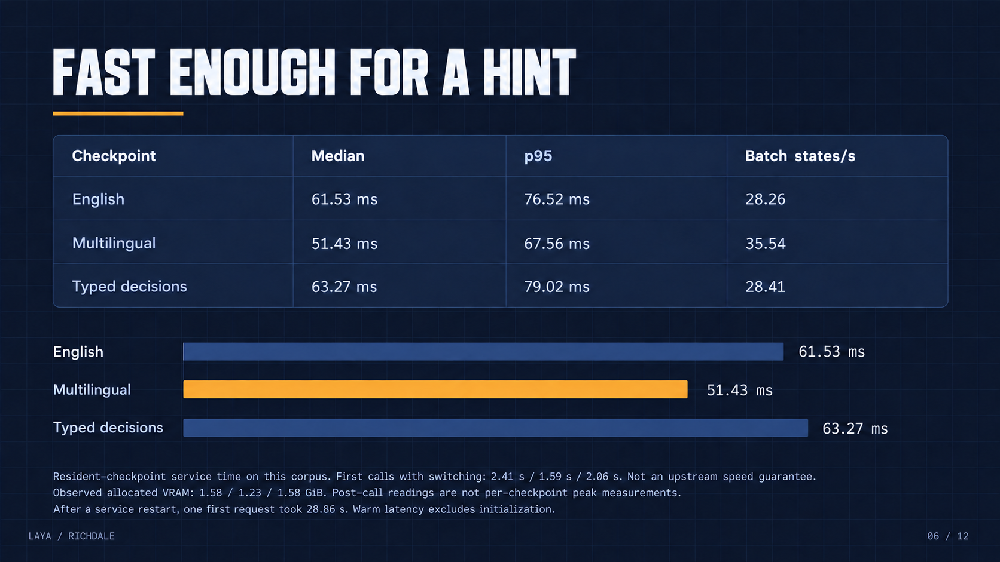 FAST ENOUGH FOR A HINT
Checkpoint Median p95 Batch states/s
English 61.53 ms 76.52 ms 28.26
Multilingual 51.43 ms 67.56 ms 35.54
Typed decisions 63.27 ms 79.02 ms 28.41
English 61.53 ms
Multilingual 51.43 ms
Typed decisions 63.27 ms
Resident-checkpoint service time on this corpus. First calls with switching: 2.41 s / 1.59 s / 2.06 s. Not an upstream speed guarantee.
Observed allocated VRAM: 1.58 / 1.23 / 1.58 GiB. Post-call readings are not per-checkpoint peak measurements.
After a service restart, one first request took 28.86 s. Warm latency excludes initialization.
LAYA / RICHDALE 06 / 12